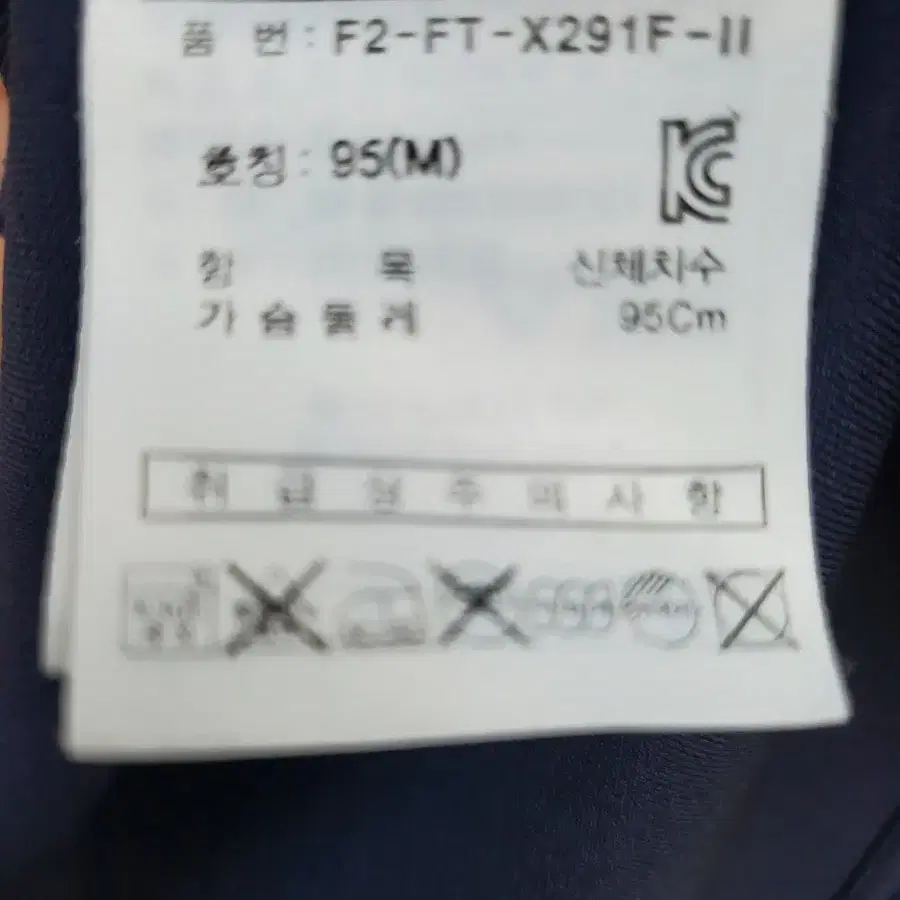 품 번 : F2-FT-X291F-II
호칭 : 95(M)
항 목 신체치수
가 슴 둘 레 95Cm
취 급 상 주 의 사 항